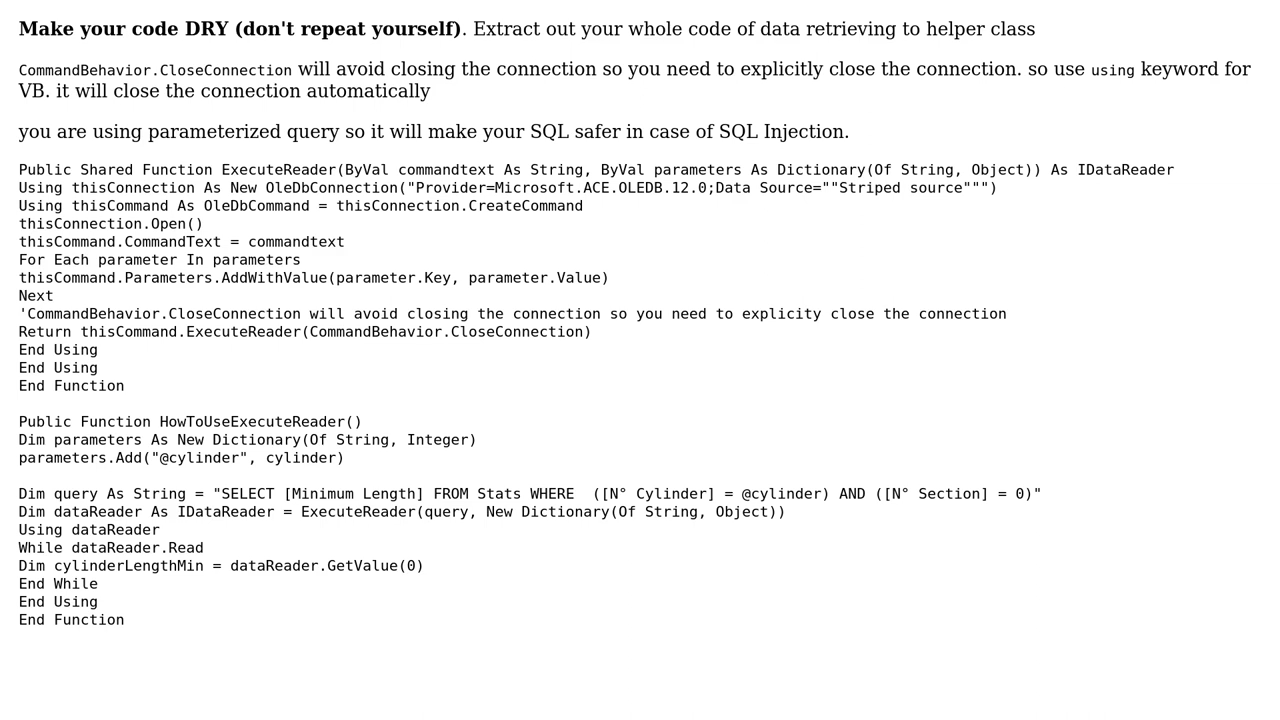 Make your code DRY (don't repeat yourself). Extract out your whole code of data retrieving to helper class
CommandBehavior.CloseConnection will avoid closing the connection so you need to explicitly close the connection. so use using keyword for
VB. it will close the connection automatically
you are using parameterized query so it will make your SQL safer in case of SQL Injection.
Public Shared Function ExecuteReader(ByVal commandtext As String, ByVal parameters As Dictionary(Of String, Object)) As IDataReader
Using thisConnection As New OleDbConnection("Provider=Microsoft.ACE.OLEDB.12.0;Data Source=""Striped source""")
Using thisCommand As OleDbCommand = thisConnection.CreateCommand
thisConnection.Open()
thisCommand.CommandText = commandtext
For Each parameter In parameters
thisCommand.Parameters.AddWithValue(parameter.Key, parameter.Value)
Next
'CommandBehavior.CloseConnection will avoid closing the connection so you need to explicity close the connection
Return thisCommand.ExecuteReader(CommandBehavior.CloseConnection)
End Using
End Using
End Function
Public Function HowToUseExecuteReader()
Dim parameters As New Dictionary(Of String, Integer)
parameters.Add("@cylinder", cylinder)
Dim query As String = "SELECT [Minimum Length] FROM Stats WHERE  ([N° Cylinder] = @cylinder) AND ([N° Section] = 0)"
Dim dataReader As IDataReader = ExecuteReader(query, New Dictionary(Of String, Object))
Using dataReader
While dataReader.Read
Dim cylinderLengthMin = dataReader.GetValue(0)
End While
End Using
End Function